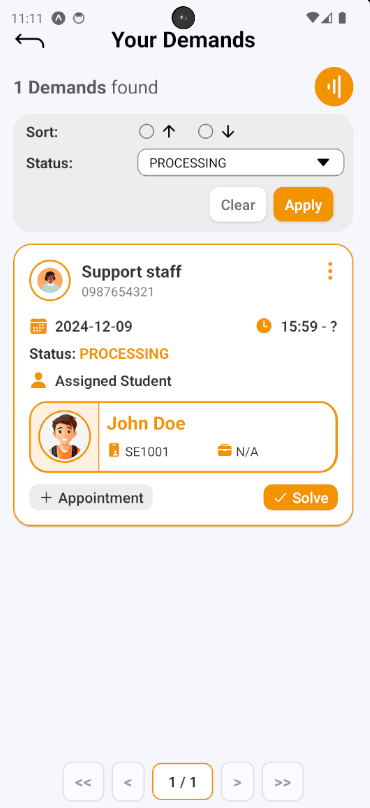 11:11
Your Demands
1 Demands found
Sort:
Status: PROCESSING
Clear Apply
Support staff
0987654321
2024-12-09 15:59 - ?
Status: PROCESSING
Assigned Student
John Doe
SE1001 N/A
+ Appointment Solve
<< < 1 / 1 > >>